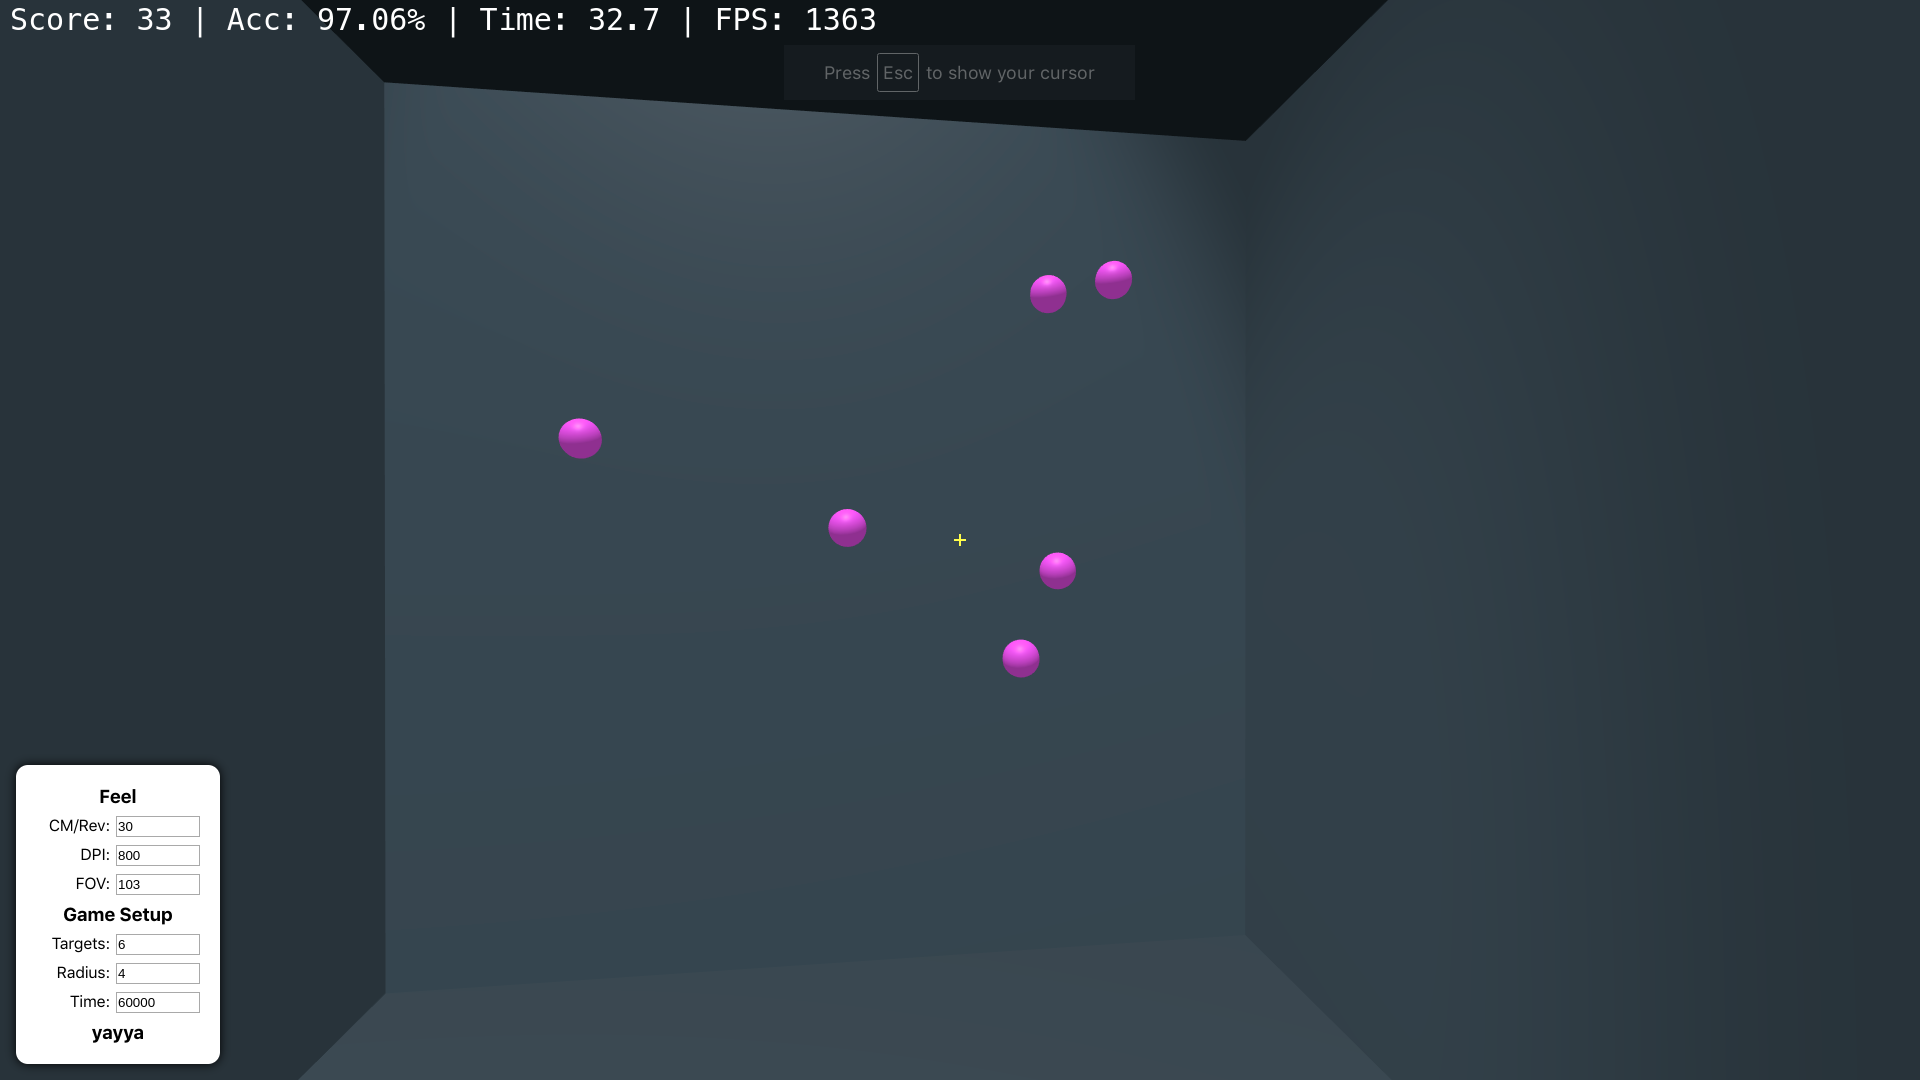 Score: 33 | Acc: 97.06% | Time: 32.7 | FPS: 1363
Press Esc to show your cursor
Feel
CM/Rev: 30
DPI: 800
FOV: 103
Game Setup
Targets: 6
Radius: 4
Time: 60000
yayya